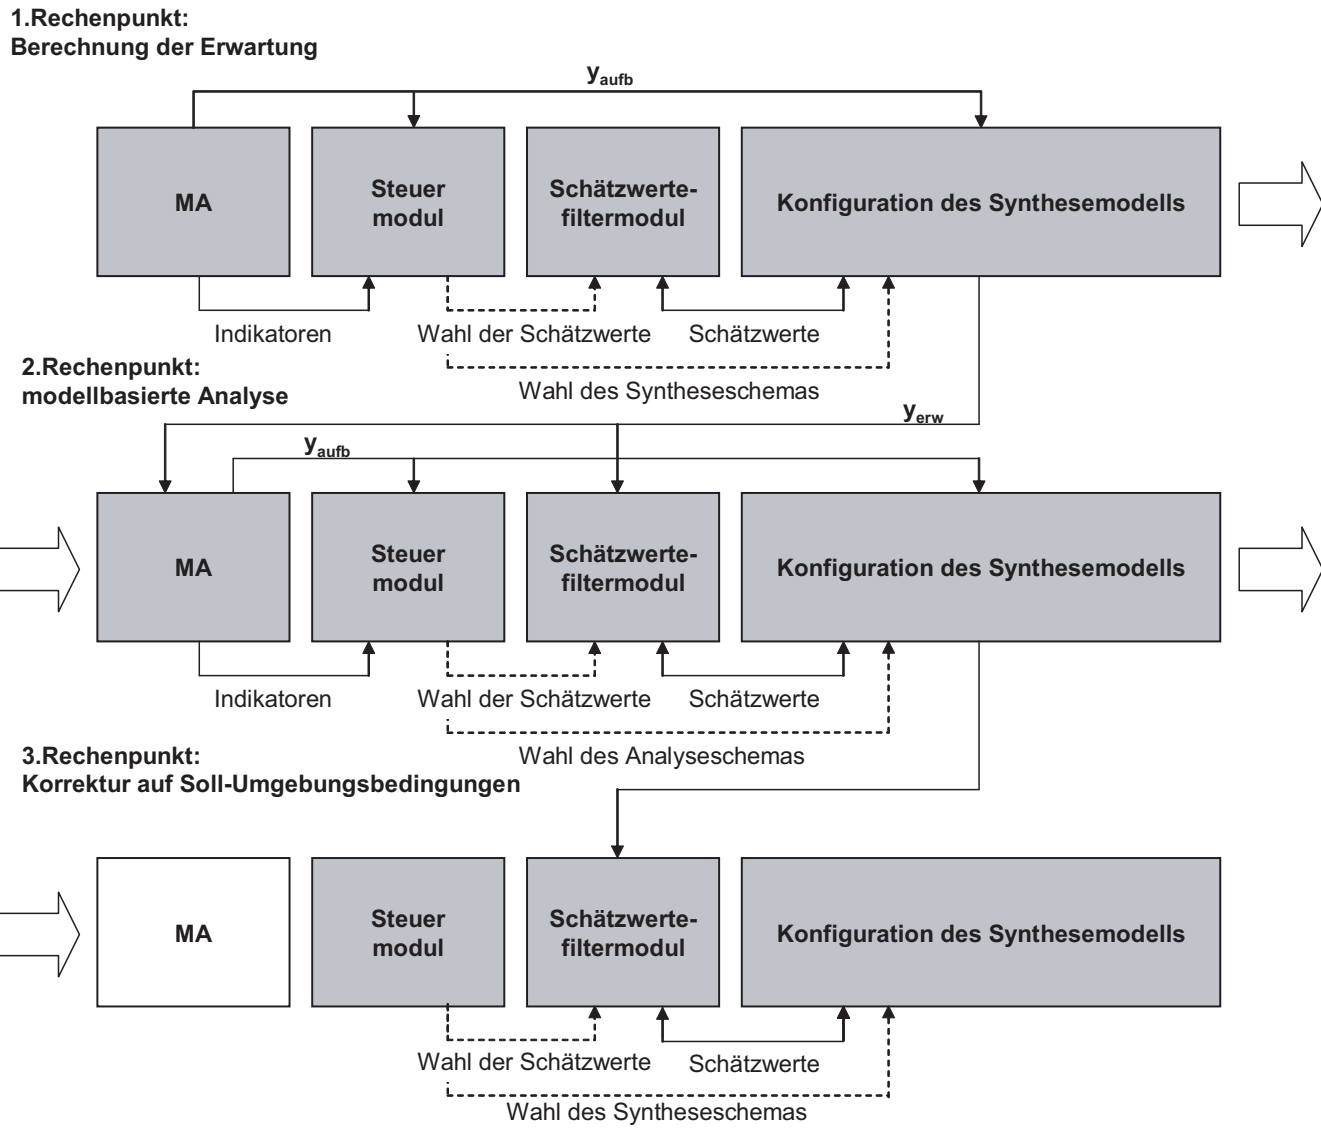 1.Rechenpunkt:
Berechnung der Erwartung
yaufb
MA
Steuer
modul
Schätzwerte-
filtermodul
Konfiguration des Synthesemodells
Indikatoren
Wahl der Schätzwerte
Schätzwerte
Wahl des Syntheseschemas
2.Rechenpunkt:
modellbasierte Analyse
yerw
yaufb
MA
Steuer
modul
Schätzwerte-
filtermodul
Konfiguration des Synthesemodells
Indikatoren
Wahl der Schätzwerte
Schätzwerte
Wahl des Analyseschemas
3.Rechenpunkt:
Korrektur auf Soll-Umgebungsbedingungen
MA
Steuer
modul
Schätzwerte-
filtermodul
Konfiguration des Synthesemodells
Wahl der Schätzwerte
Schätzwerte
Wahl des Syntheseschemas